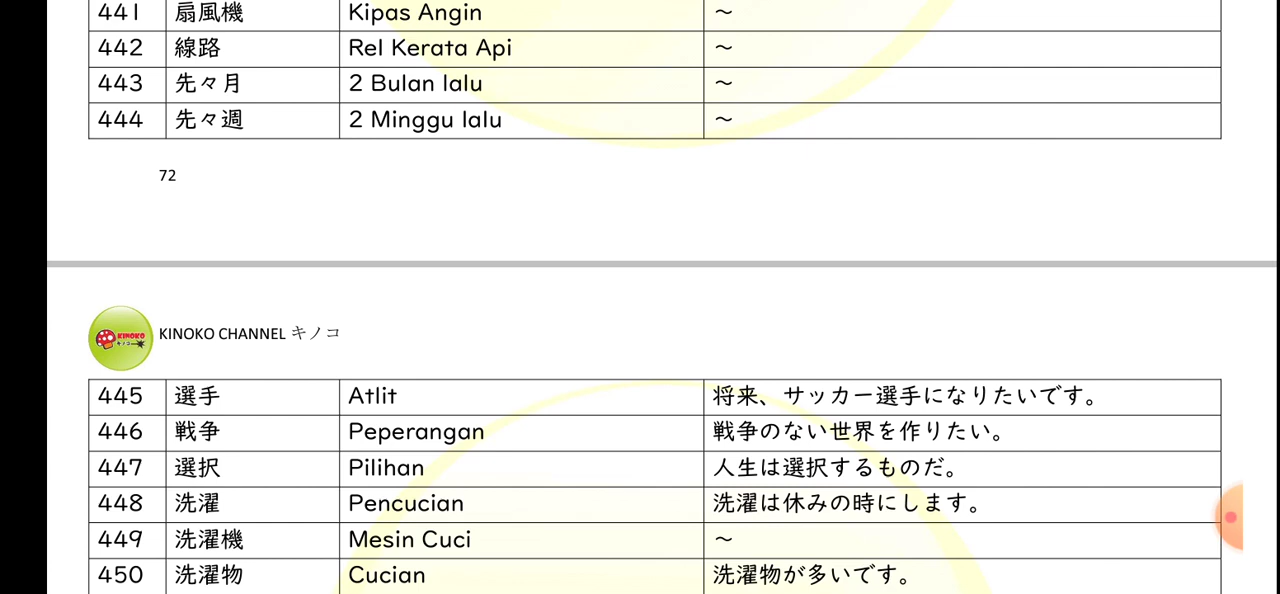 441 扇風機 Kipas Angin ～
442 線路 Rel Kerata Api ～
443 先々月 2 Bulan lalu ～
444 先々週 2 Minggu lalu ～
72
KINOKO キノコ
KINOKO CHANNEL キノコ
445 選手 Atlit 将来、サッカー選手になりたいです。
446 戦争 Peperangan 戦争のない世界を作りたい。
447 選択 Pilihan 人生は選択するものだ。
448 洗濯 Pencucian 洗濯は休みの時にします。
449 洗濯機 Mesin Cuci ～
450 洗濯物 Cucian 洗濯物が多いです。